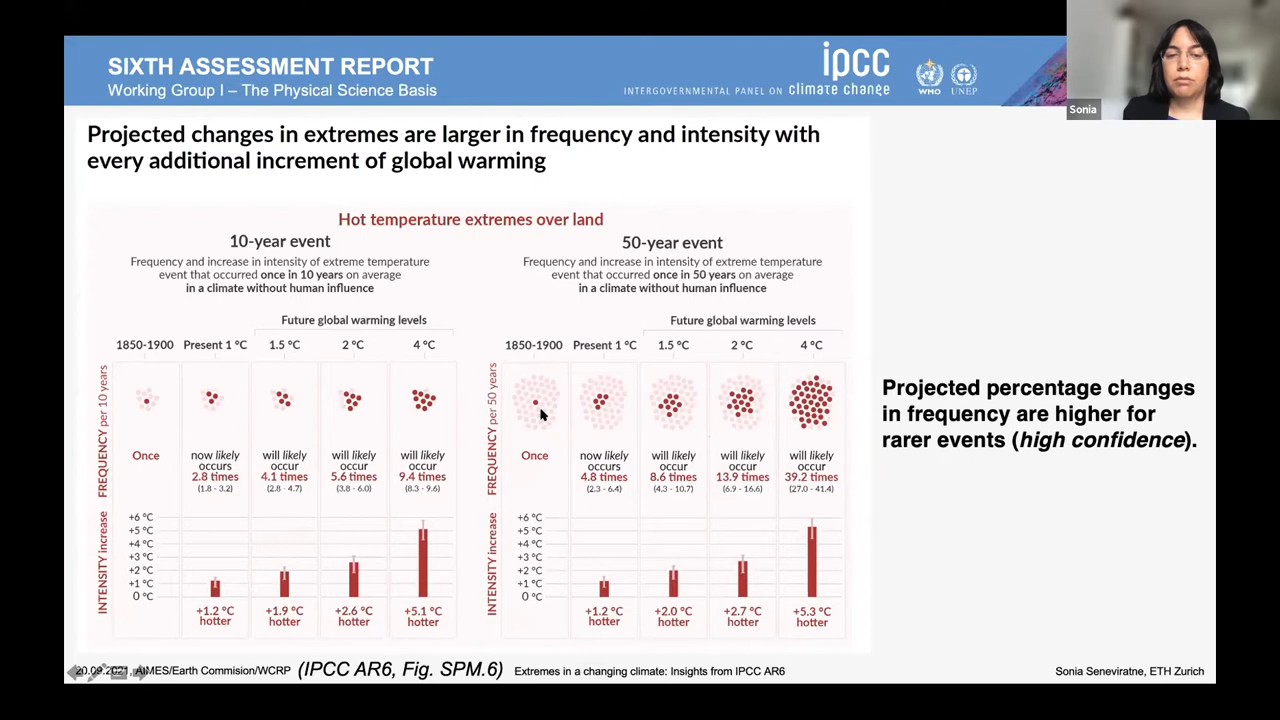 SIXTH ASSESSMENT REPORT
Working Group I – The Physical Science Basis
ipcc
INTERGOVERNMENTAL PANEL ON climate change
WMO
UNEP
Sonia
Projected changes in extremes are larger in frequency and intensity with
every additional increment of global warming
Hot temperature extremes over land
10-year event
Frequency and increase in intensity of extreme temperature
event that occurred once in 10 years on average
in a climate without human influence
Future global warming levels
1850-1900 Present 1 °C 1.5 °C 2 °C 4 °C
FREQUENCY per 10 years
Once
now likely occurs 2.8 times (1.8 - 3.2)
will likely occur 4.1 times (2.8 - 4.7)
will likely occur 5.6 times (3.8 - 6.0)
will likely occur 9.4 times (8.3 - 9.6)
INTENSITY increase
+6 °C
+5 °C
+4 °C
+3 °C
+2 °C
+1 °C
0 °C
+1.2 °C hotter
+1.9 °C hotter
+2.6 °C hotter
+5.1 °C hotter
50-year event
Frequency and increase in intensity of extreme temperature
event that occurred once in 50 years on average
in a climate without human influence
Future global warming levels
1850-1900 Present 1 °C 1.5 °C 2 °C 4 °C
FREQUENCY per 50 years
Once
now likely occurs 4.8 times (2.3 - 6.4)
will likely occur 8.6 times (4.3 - 10.7)
will likely occur 13.9 times (6.9 - 16.6)
will likely occur 39.2 times (27.0 - 41.4)
INTENSITY increase
+6 °C
+5 °C
+4 °C
+3 °C
+2 °C
+1 °C
0 °C
+1.2 °C hotter
+2.0 °C hotter
+2.7 °C hotter
+5.3 °C hotter
Projected percentage changes
in frequency are higher for
rarer events (high confidence).
20.09.2021, AIMES/Earth Commision/WCRP
(IPCC AR6, Fig. SPM.6)
Extremes in a changing climate: Insights from IPCC AR6
Sonia Seneviratne, ETH Zurich